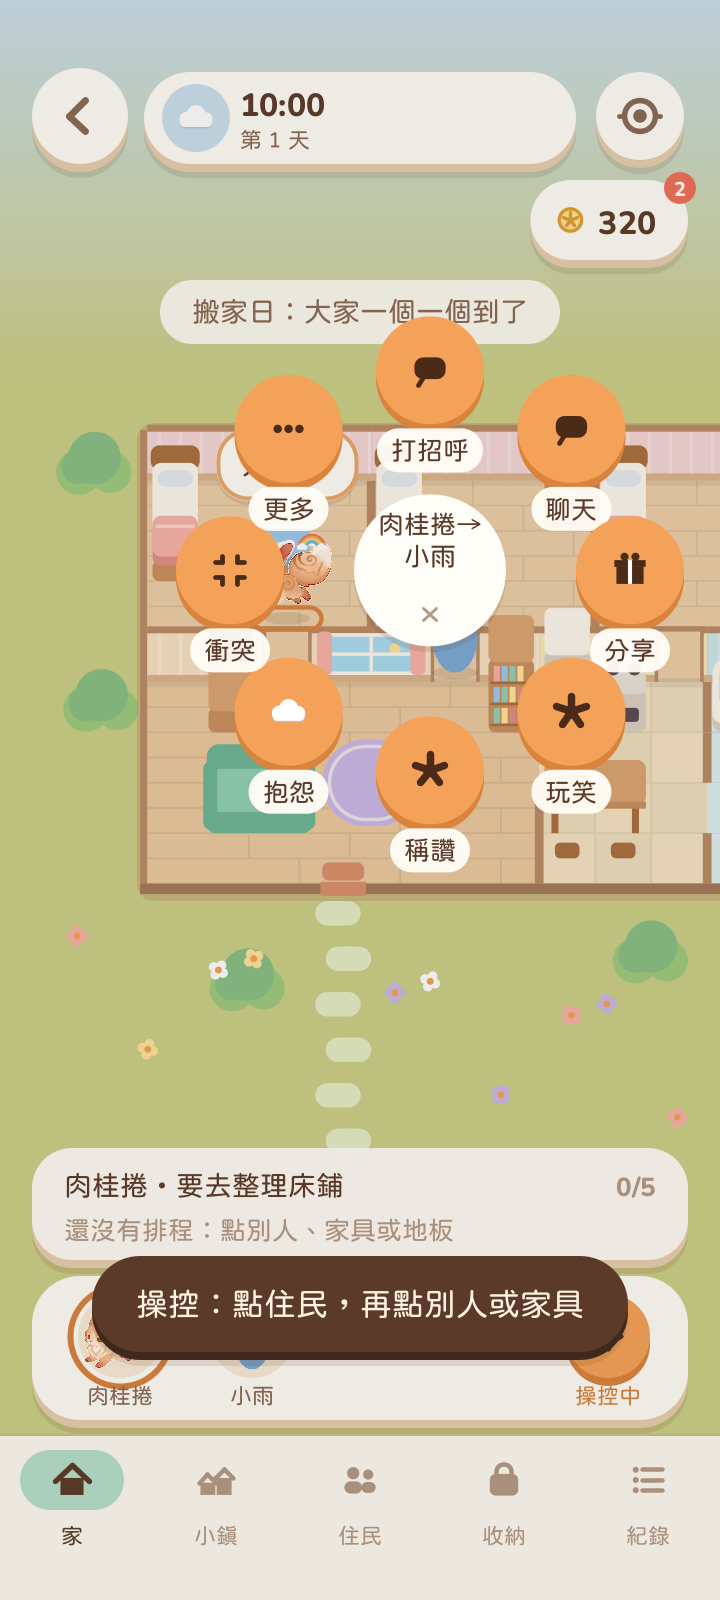 10:00
第 1 天
2
320
搬家日：大家一個一個到了
打招呼
更多
聊天
肉桂捲→
小雨
衝突
分享
抱怨
玩笑
稱讚
肉桂捲・要去整理床鋪
0/5
還沒有排程：點別人、家具或地板
操控：點住民，再點別人或家具
肉桂捲
小雨
操控中
家
小鎮
住民
收納
紀錄